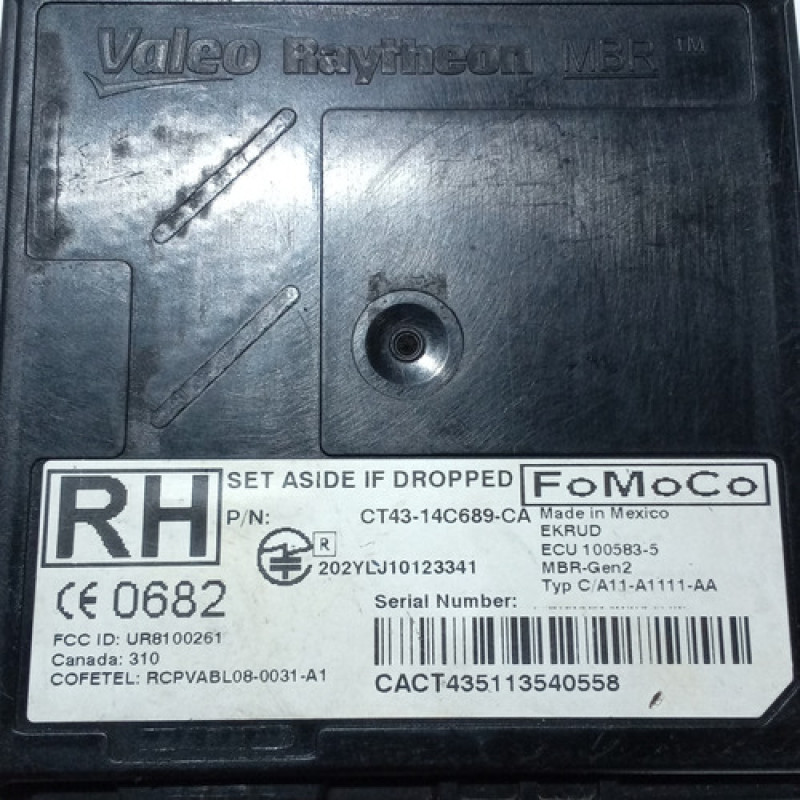 Valeo Raytheon MBR ™
RH
SET ASIDE IF DROPPED
FoMoCo
P/N: CT43-14C689-CA
Made in Mexico
EKRUD
ECU 100583-5
MBR-Gen2
Typ C/A11-A1111-AA
R
202YLJ10123341
CE 0682
Serial Number:
FCC ID: UR8100261
Canada: 310
COFETEL: RCPVABL08-0031-A1
CACT435113540558